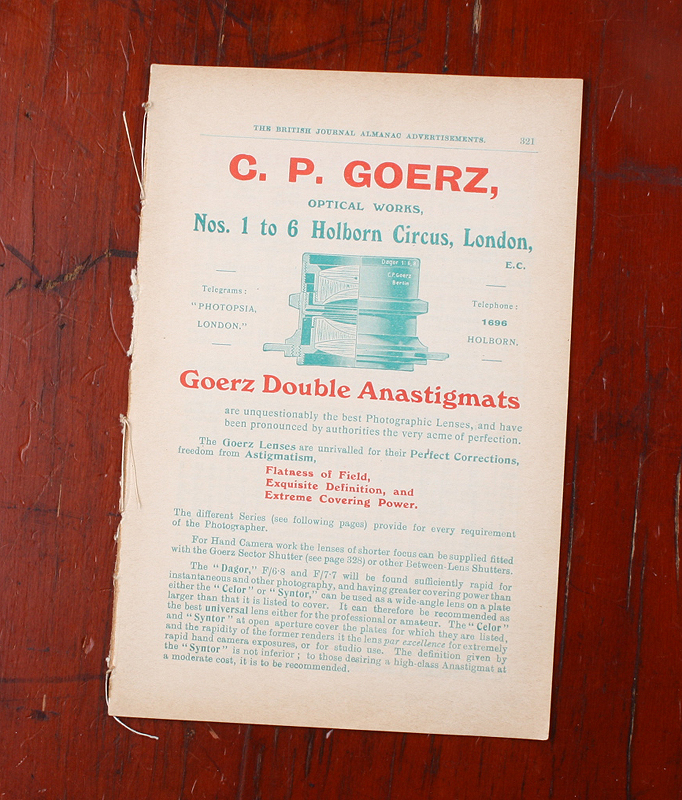 THE BRITISH JOURNAL ALMANAC ADVERTISEMENTS. 321
C. P. GOERZ,
OPTICAL WORKS,
Nos. 1 to 6 Holborn Circus, London,
E.C.
Telegrams:
"PHOTOPSIA,
LONDON."
Dagor 1:6·8
C.P. Goerz
Berlin
Telephone:
1696
HOLBORN.
Goerz Double Anastigmats
are unquestionably the best Photographic Lenses, and have
been pronounced by authorities the very acme of perfection.
The Goerz Lenses are unrivalled for their Perfect Corrections,
freedom from Astigmatism,
Flatness of Field,
Exquisite Definition, and
Extreme Covering Power.
The different Series (see following pages) provide for every requirement
of the Photographer.
For Hand Camera work the lenses of shorter focus can be supplied fitted
with the Goerz Sector Shutter (see page 328) or other Between-Lens Shutters.
The "Dagor," F/6·8 and F/7·7 will be found sufficiently rapid for
instantaneous and other photography, and having greater covering power than
either the "Celor" or "Syntor," can be used as a wide-angle lens on a plate
larger than that it is listed to cover. It can therefore be recommended as
the best universal lens either for the professional or amateur. The "Celor"
and "Syntor" at open aperture cover the plates for which they are listed,
and the rapidity of the former renders it the lens par excellence for extremely
rapid hand camera exposures, or for studio use. The definition given by
the "Syntor" is not inferior; to those desiring a high-class Anastigmat at
a moderate cost, it is to be recommended.